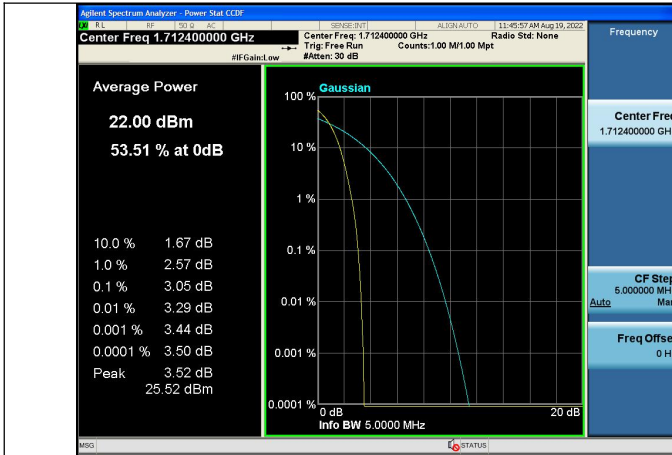 Agilent Spectrum Analyzer - Power Stat CCDF
RL RF 50 Ω AC SENSE:INT ALIGN AUTO 11:45:57 AM Aug 19, 2022
Center Freq 1.712400000 GHz
Center Freq: 1.712400000 GHz Radio Std: None
Trig: Free Run Counts:1.00 M/1.00 Mpt
#IFGain:Low #Atten: 30 dB
Frequency
Average Power
22.00 dBm
53.51 % at 0dB
10.0 % 1.67 dB
1.0 % 2.57 dB
0.1 % 3.05 dB
0.01 % 3.29 dB
0.001 % 3.44 dB
0.0001 % 3.50 dB
Peak 3.52 dB
25.52 dBm
Gaussian
100 %
10 %
1 %
0.1 %
0.01 %
0.001 %
0.0001 %
0 dB 20 dB
Info BW 5.0000 MHz
Center Fre
1.712400000 GH
CF Step
5.000000 MH
Auto Ma
Freq Offse
0 H
MSG STATUS